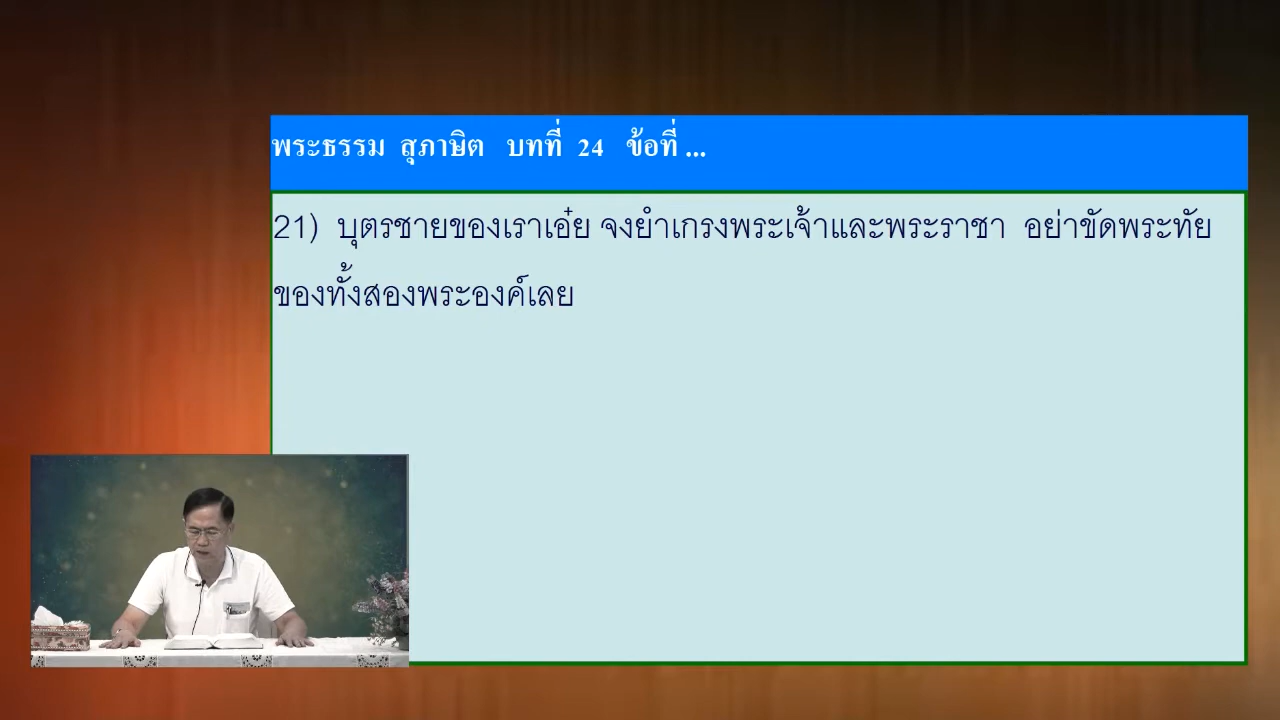 พระธรรม สุภาษิต บทที่ 24 ข้อที่ ...
21) บุตรชายของเราเอ๋ย จงยำเกรงพระเจ้าและพระราชา อย่าขัดพระทัย
ของทั้งสองพระองค์เลย